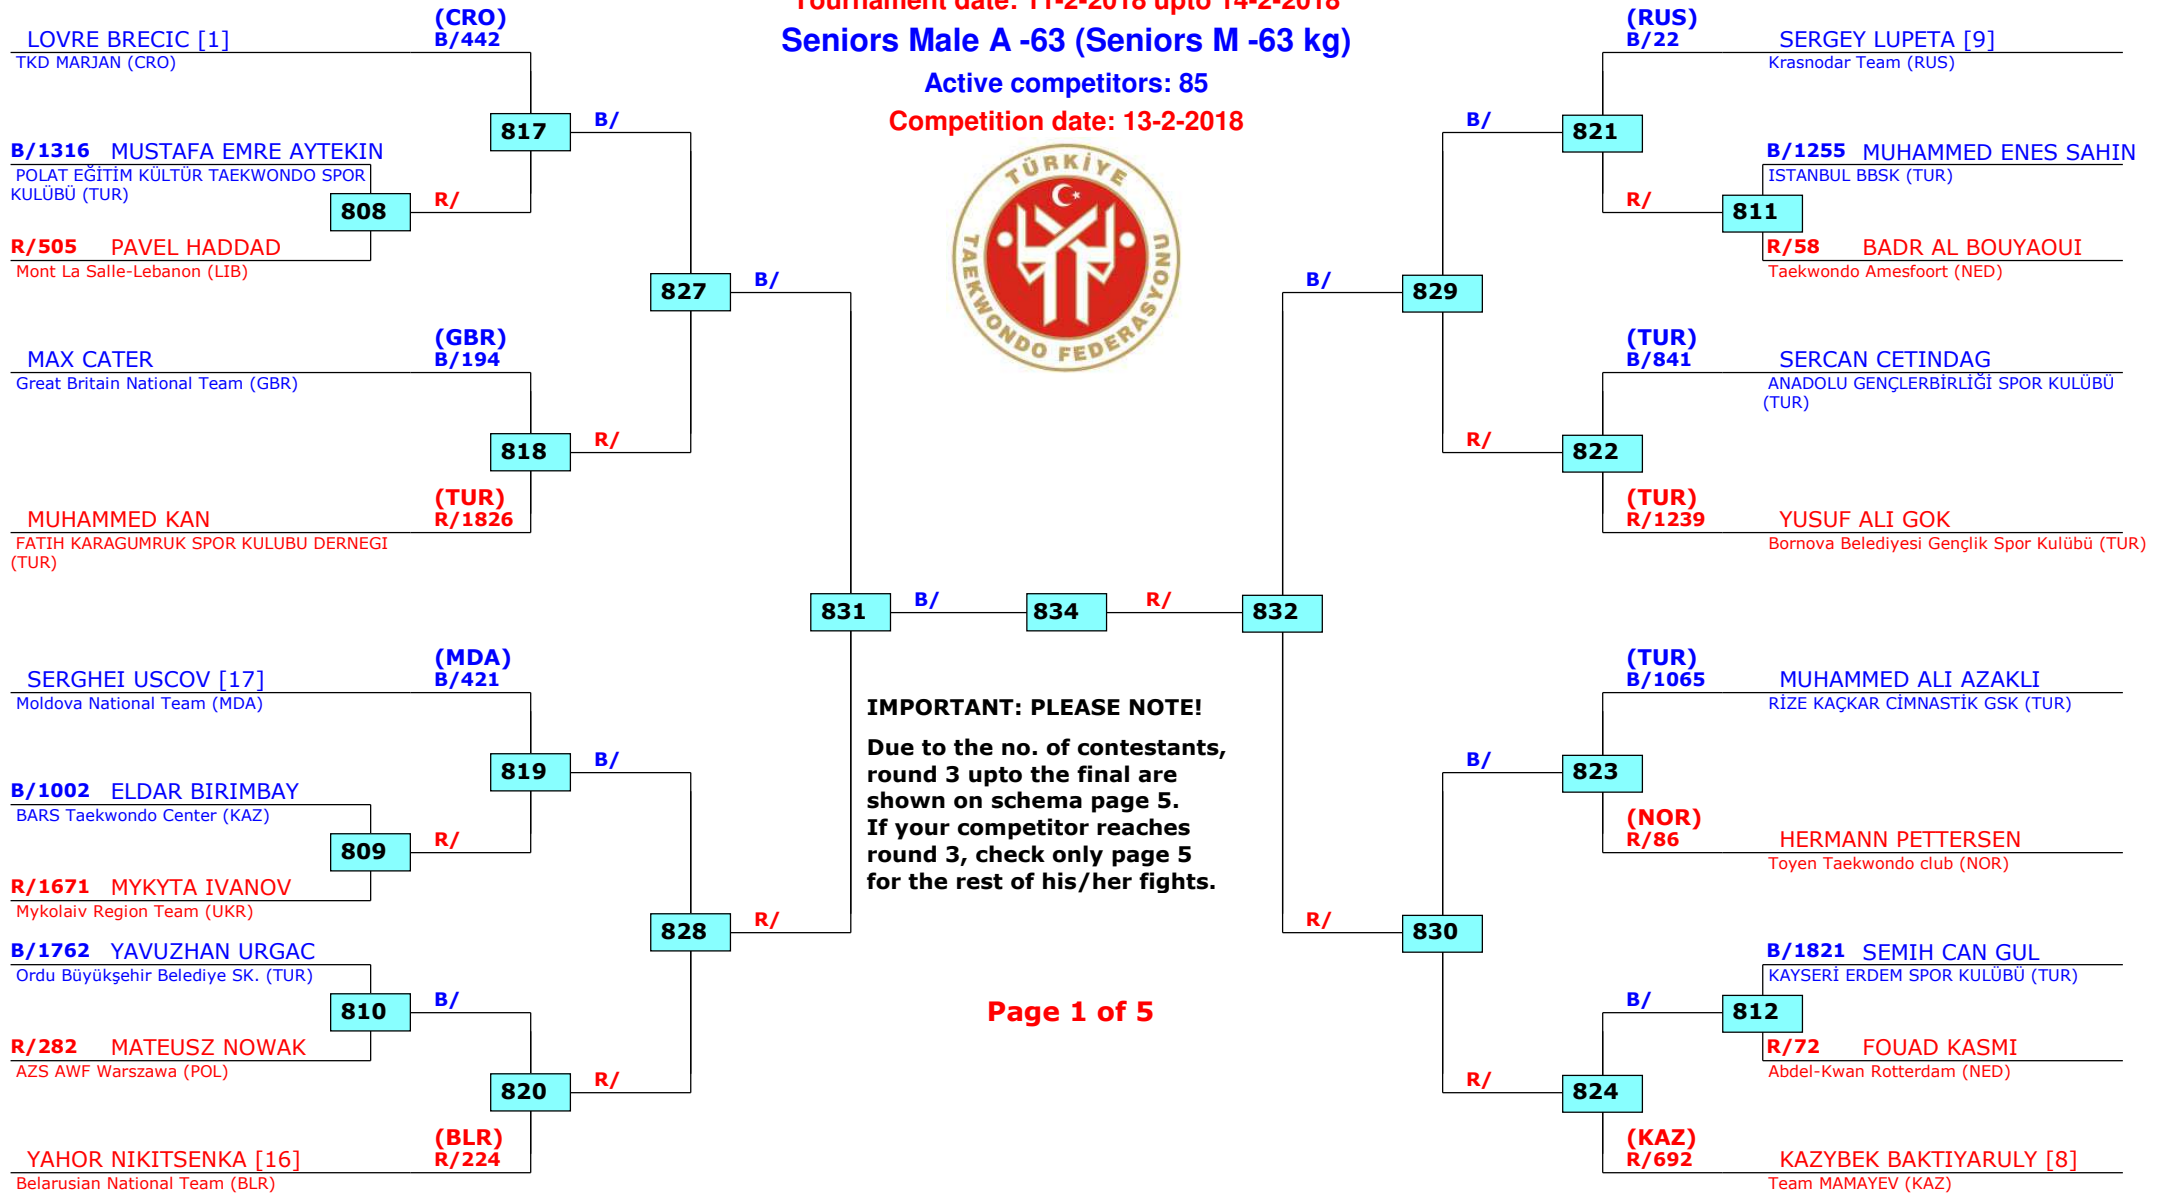 Tournament date: 11-2-2018 upto 14-2-2018
Seniors Male A -63 (Seniors M -63 kg)
Active competitors: 85
Competition date: 13-2-2018
TÜRKİYE
TAEKWONDO FEDERASYONU
(CRO)
LOVRE BRECIC [1] B/442
TKD MARJAN (CRO)
817 B/
B/1316 MUSTAFA EMRE AYTEKIN
POLAT EĞİTİM KÜLTÜR TAEKWONDO SPOR
KULÜBÜ (TUR)
808 R/
R/505 PAVEL HADDAD
Mont La Salle-Lebanon (LIB)
827 B/
(GBR)
MAX CATER B/194
Great Britain National Team (GBR)
818 R/
(TUR)
MUHAMMED KAN R/1826
FATIH KARAGUMRUK SPOR KULUBU DERNEGI
(TUR)
831 B/ 834 R/ 832
(MDA)
SERGHEI USCOV [17] B/421
Moldova National Team (MDA)
819 B/
B/1002 ELDAR BIRIMBAY
BARS Taekwondo Center (KAZ)
809 R/
R/1671 MYKYTA IVANOV
Mykolaiv Region Team (UKR)
828 R/
B/1762 YAVUZHAN URGAC
Ordu Büyükşehir Belediye SK. (TUR)
810 B/
R/282 MATEUSZ NOWAK
AZS AWF Warszawa (POL)
820 R/
(BLR)
YAHOR NIKITSENKA [16] R/224
Belarusian National Team (BLR)
IMPORTANT: PLEASE NOTE!
Due to the no. of contestants,
round 3 upto the final are
shown on schema page 5.
If your competitor reaches
round 3, check only page 5
for the rest of his/her fights.
Page 1 of 5
(RUS)
B/22 SERGEY LUPETA [9]
Krasnodar Team (RUS)
B/ 821
B/1255 MUHAMMED ENES SAHIN
ISTANBUL BBSK (TUR)
R/ 811
R/58 BADR AL BOUYAOUI
Taekwondo Amesfoort (NED)
B/ 829
(TUR)
B/841 SERCAN CETINDAG
ANADOLU GENÇLERBİRLİĞİ SPOR KULÜBÜ
(TUR)
R/ 822
(TUR)
R/1239 YUSUF ALI GOK
Bornova Belediyesi Gençlik Spor Kulübü (TUR)
(TUR)
B/1065 MUHAMMED ALI AZAKLI
RİZE KAÇKAR CİMNASTİK GSK (TUR)
B/ 823
(NOR)
R/86 HERMANN PETTERSEN
Toyen Taekwondo club (NOR)
R/ 830
B/1821 SEMIH CAN GUL
KAYSERİ ERDEM SPOR KULÜBÜ (TUR)
B/ 812
R/72 FOUAD KASMI
Abdel-Kwan Rotterdam (NED)
R/ 824
(KAZ)
R/692 KAZYBEK BAKTIYARULY [8]
Team MAMAYEV (KAZ)